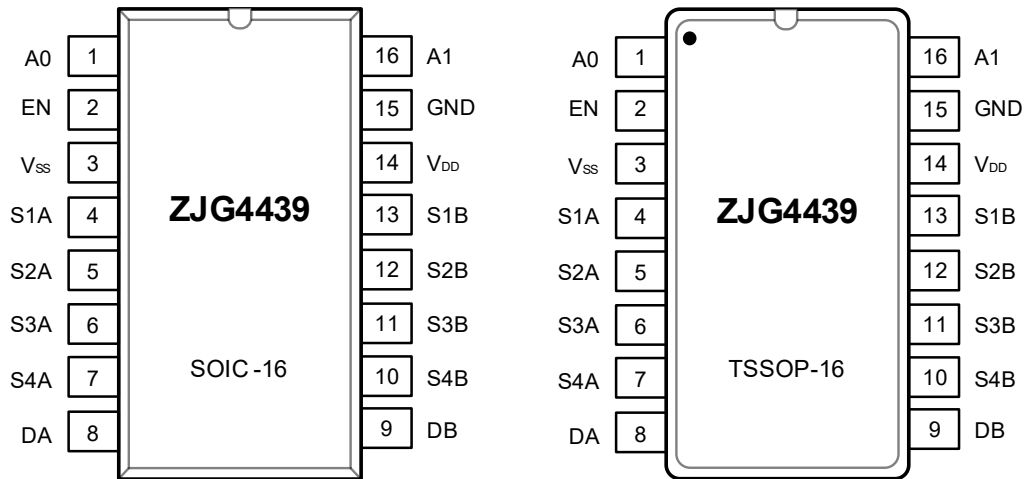 A0 1 16 A1 A0 1 16 A1
EN 2 15 GND EN 2 15 GND
VSS 3 14 VDD VSS 3 14 VDD
S1A 4 ZJG4439 13 S1B S1A 4 ZJG4439 13 S1B
S2A 5 12 S2B S2A 5 12 S2B
S3A 6 11 S3B S3A 6 11 S3B
S4A 7 SOIC-16 10 S4B S4A 7 TSSOP-16 10 S4B
DA 8 9 DB DA 8 9 DB